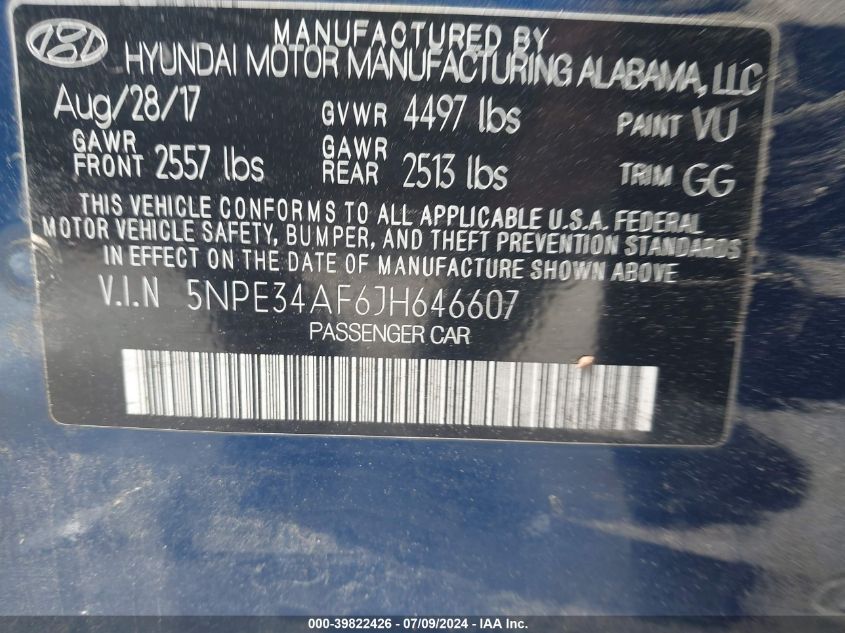 MANUFACTURED BY
HYUNDAI MOTOR MANUFACTURING ALABAMA, LLC
Aug/28/17 GVWR 4497 lbs PAINT VU
GAWR FRONT 2557 lbs GAWR REAR 2513 lbs TRIM GG
THIS VEHICLE CONFORMS TO ALL APPLICABLE U.S.A. FEDERAL
MOTOR VEHICLE SAFETY, BUMPER, AND THEFT PREVENTION STANDARDS
IN EFFECT ON THE DATE OF MANUFACTURE SHOWN ABOVE.
V.I.N 5NPE34AF6JH646607
PASSENGER CAR
000-39822426 - 07/09/2024 - IAA Inc.